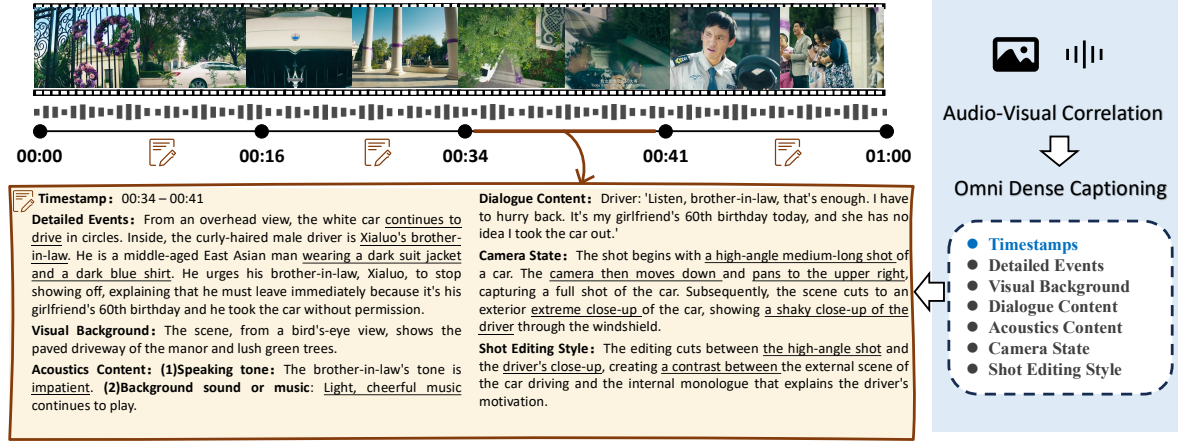 00:00
00:16
00:34
00:41
01:00
Timestamp: 00:34 – 00:41
Detailed Events: From an overhead view, the white car continues to
drive in circles. Inside, the curly-haired male driver is Xialuo's brother-
in-law. He is a middle-aged East Asian man wearing a dark suit jacket
and a dark blue shirt. He urges his brother-in-law, Xialuo, to stop
showing off, explaining that he must leave immediately because it's his
girlfriend's 60th birthday and he took the car without permission.
Visual Background: The scene, from a bird's-eye view, shows the
paved driveway of the manor and lush green trees.
Acoustics Content: (1)Speaking tone: The brother-in-law's tone is
impatient. (2)Background sound or music: Light, cheerful music
continues to play.
Dialogue Content: Driver: 'Listen, brother-in-law, that's enough. I have
to hurry back. It's my girlfriend's 60th birthday today, and she has no
idea I took the car out.'
Camera State: The shot begins with a high-angle medium-long shot of
a car. The camera then moves down and pans to the upper right,
capturing a full shot of the car. Subsequently, the scene cuts to an
exterior extreme close-up of the car, showing a shaky close-up of the
driver through the windshield.
Shot Editing Style: The editing cuts between the high-angle shot and
the driver's close-up, creating a contrast between the external scene of
the car driving and the internal monologue that explains the driver's
motivation.
Audio-Visual Correlation
Omni Dense Captioning
Timestamps
Detailed Events
Visual Background
Dialogue Content
Acoustics Content
Camera State
Shot Editing Style